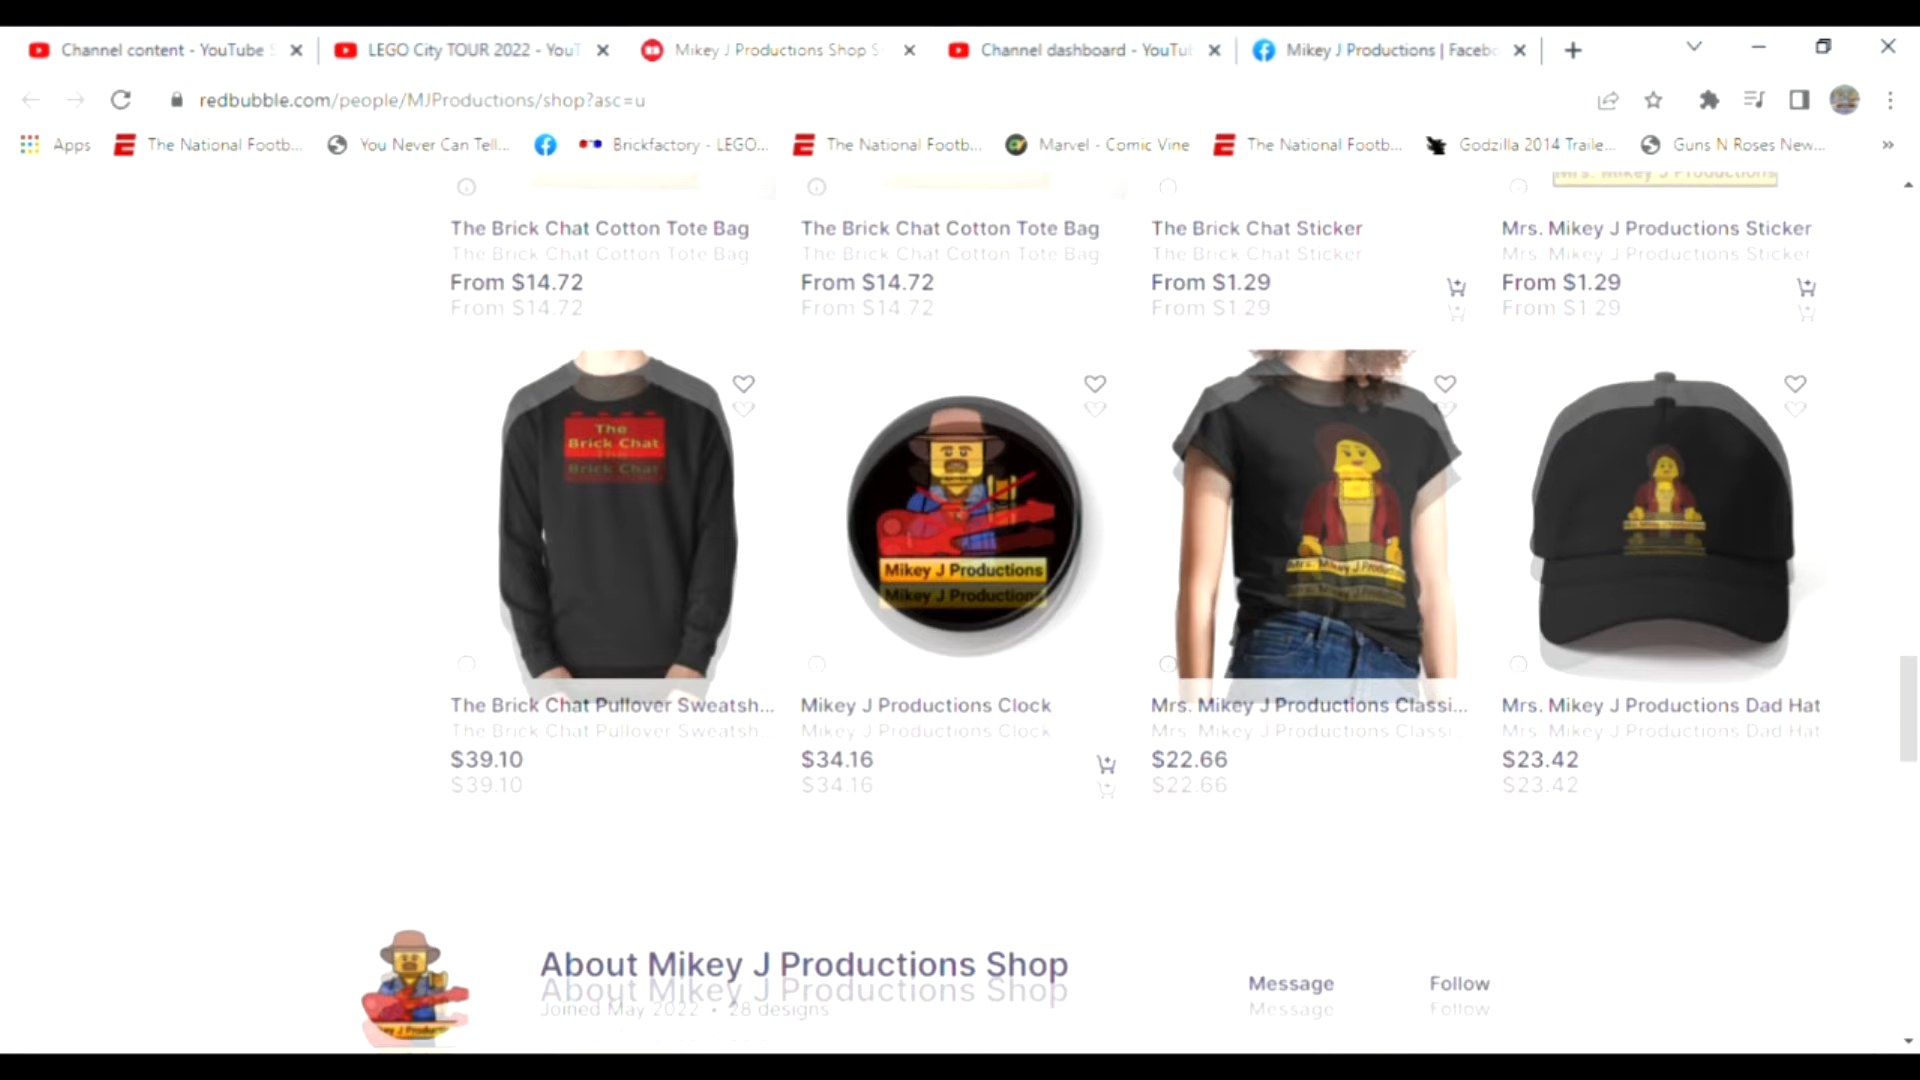 Channel content - YouTube S
LEGO City TOUR 2022 - YouT
Mikey J Productions Shop S
Channel dashboard - YouTu
Mikey J Productions | Facebo
redbubble.com/people/MJProductions/shop?asc=u
Apps
The National Footb...
You Never Can Tell...
Brickfactory - LEGO...
The National Footb...
Marvel - Comic Vine
The National Footb...
Godzilla 2014 Traile...
Guns N Roses New...
Mrs. Mikey J Productions
The Brick Chat Cotton Tote Bag
The Brick Chat Cotton Tote Bag
The Brick Chat Sticker
Mrs. Mikey J Productions Sticker
From $14.72
From $14.72
From $1.29
From $1.29
The
Brick Chat
Mikey J Productions
The Brick Chat Pullover Sweatsh...
Mikey J Productions Clock
Mrs. Mikey J Productions Classi...
Mrs. Mikey J Productions Dad Hat
$39.10
$34.16
$22.66
$23.42
About Mikey J Productions Shop
Joined May 2022 • 28 designs
Message
Follow